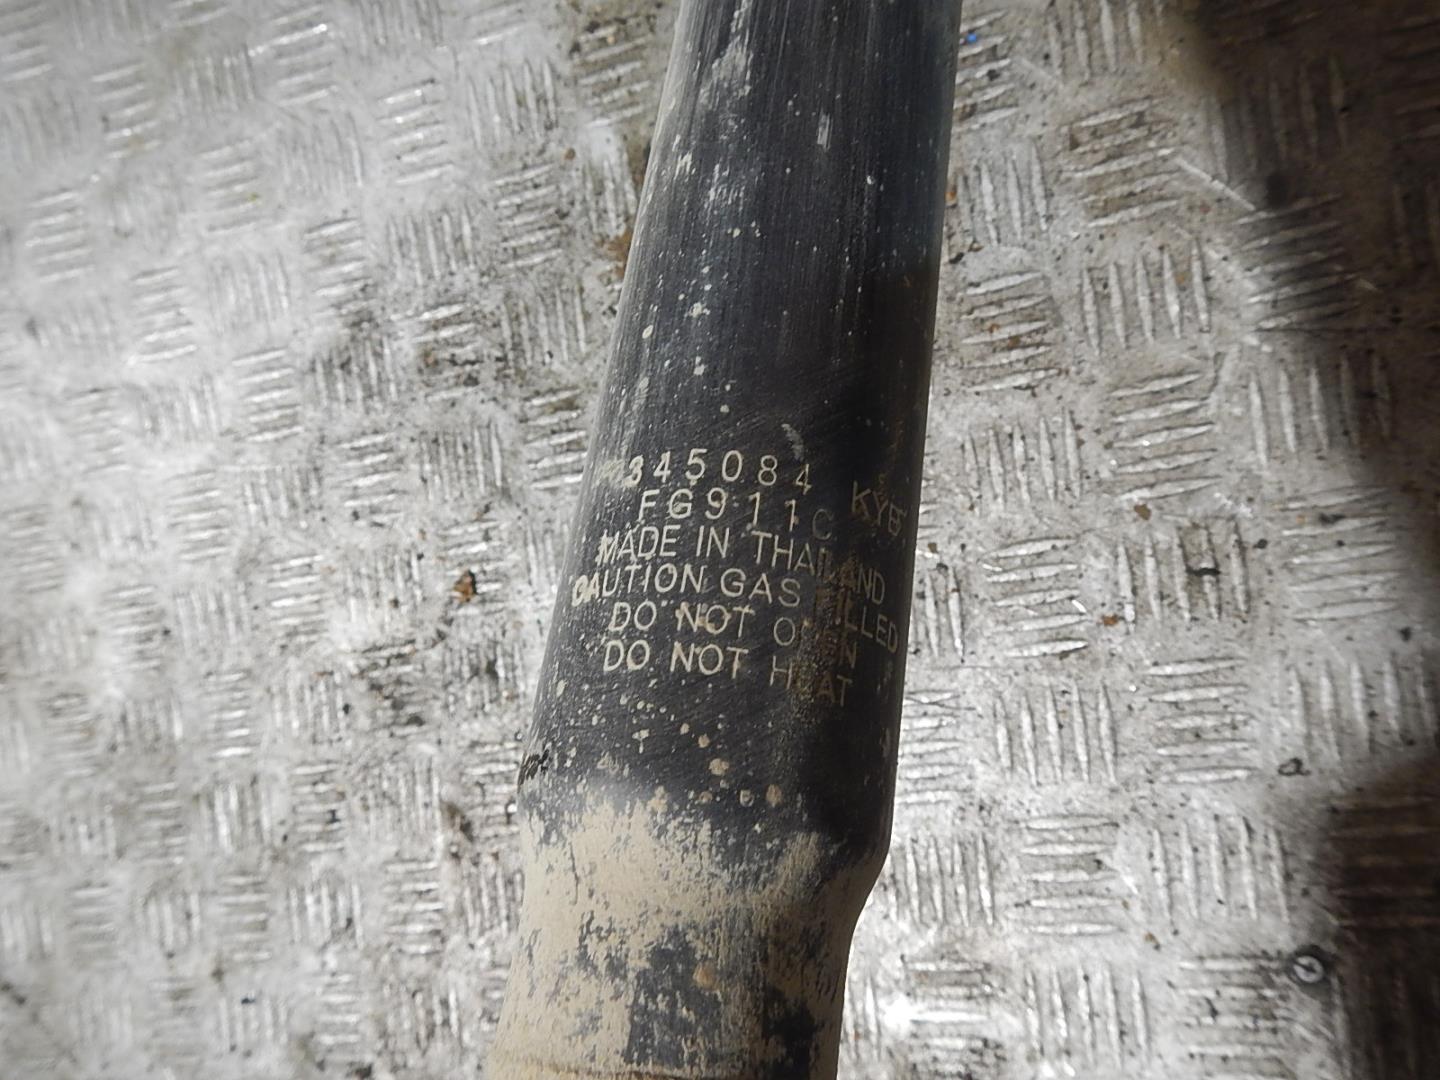 345084 KYB
FG911C
MADE IN THAILAND
CAUTION GAS FILLED
DO NOT OPEN
DO NOT HEAT